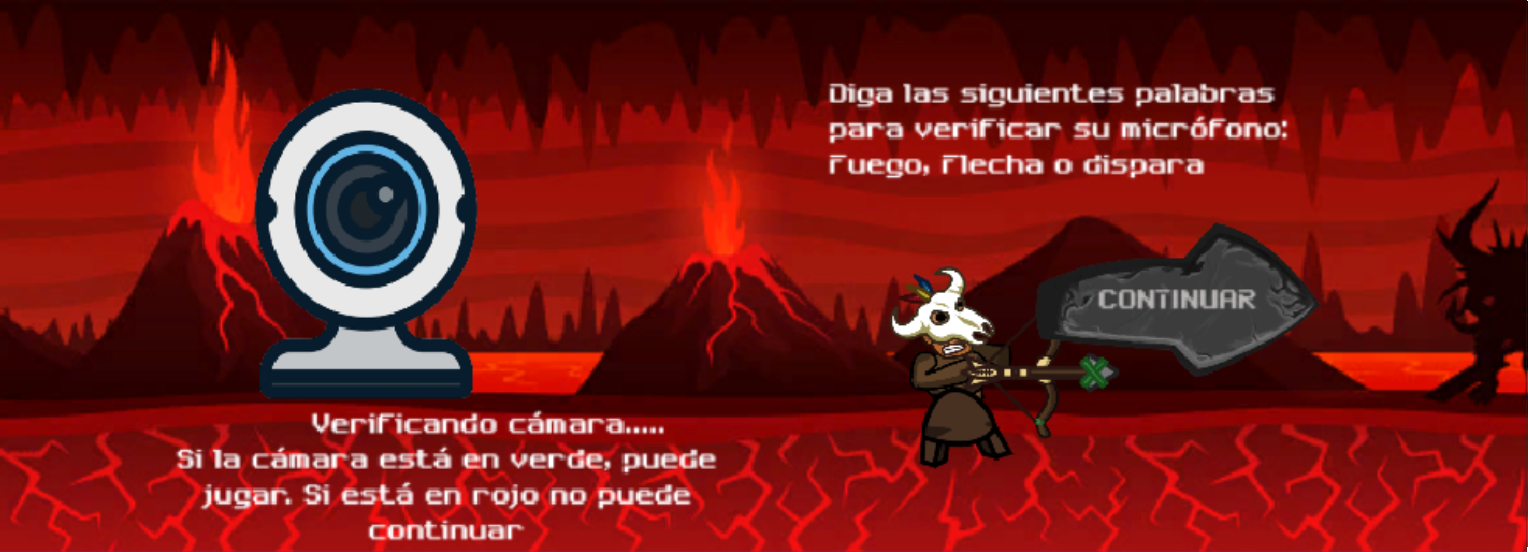 Diga las siguientes palabras
para verificar su micrófono:
Fuego, Flecha o dispara
CONTINUAR
Verificando cámara.....
Si la cámara está en verde, puede
jugar. Si está en rojo no puede
continuar